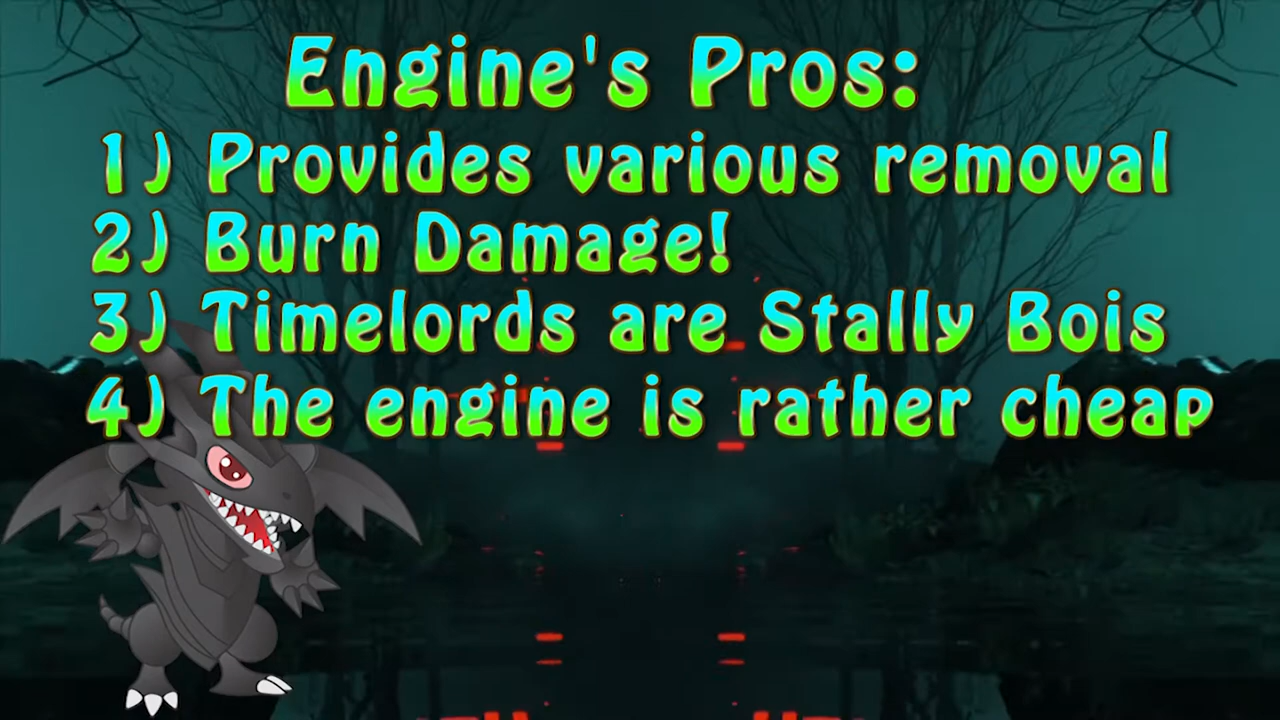 Engine's Pros:
1) Provides various removal
2) Burn Damage!
3) Timelords are Stally Bois
4) The engine is rather cheap